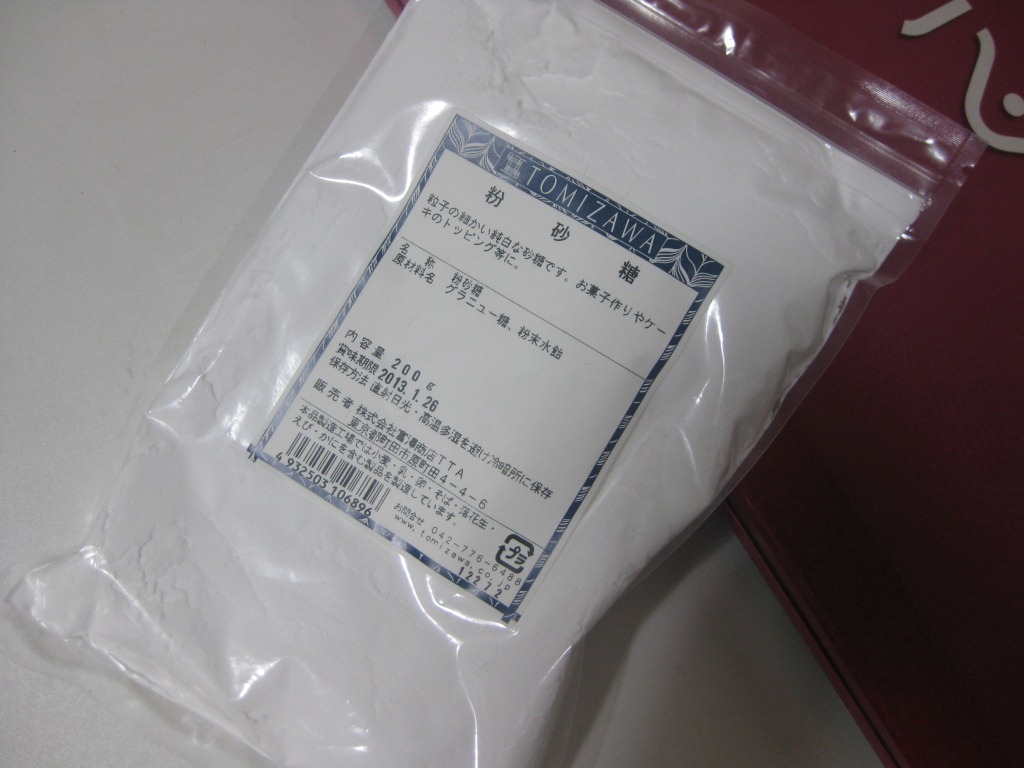 TOMIZAWA
粉砂糖
粒子の細かい純白な砂糖です。お菓子作りやケー
キのトッピング等に。
名称 粉砂糖
原材料名 グラニュー糖、粉末水飴
内容量 200g
賞味期限 2013.1.26
保存方法 直射日光・高温多湿を避け冷暗所に保存
販売者 株式会社富澤商店TTA
東京都町田市原町田4-4-6
本品製造工場では小麦・乳・卵・そば・落花生・
えび・かにを含む製品を製造しています。
4932503106896
お問合せ 042-776-6488
www.tomizawa.co.jp
12272
プラ